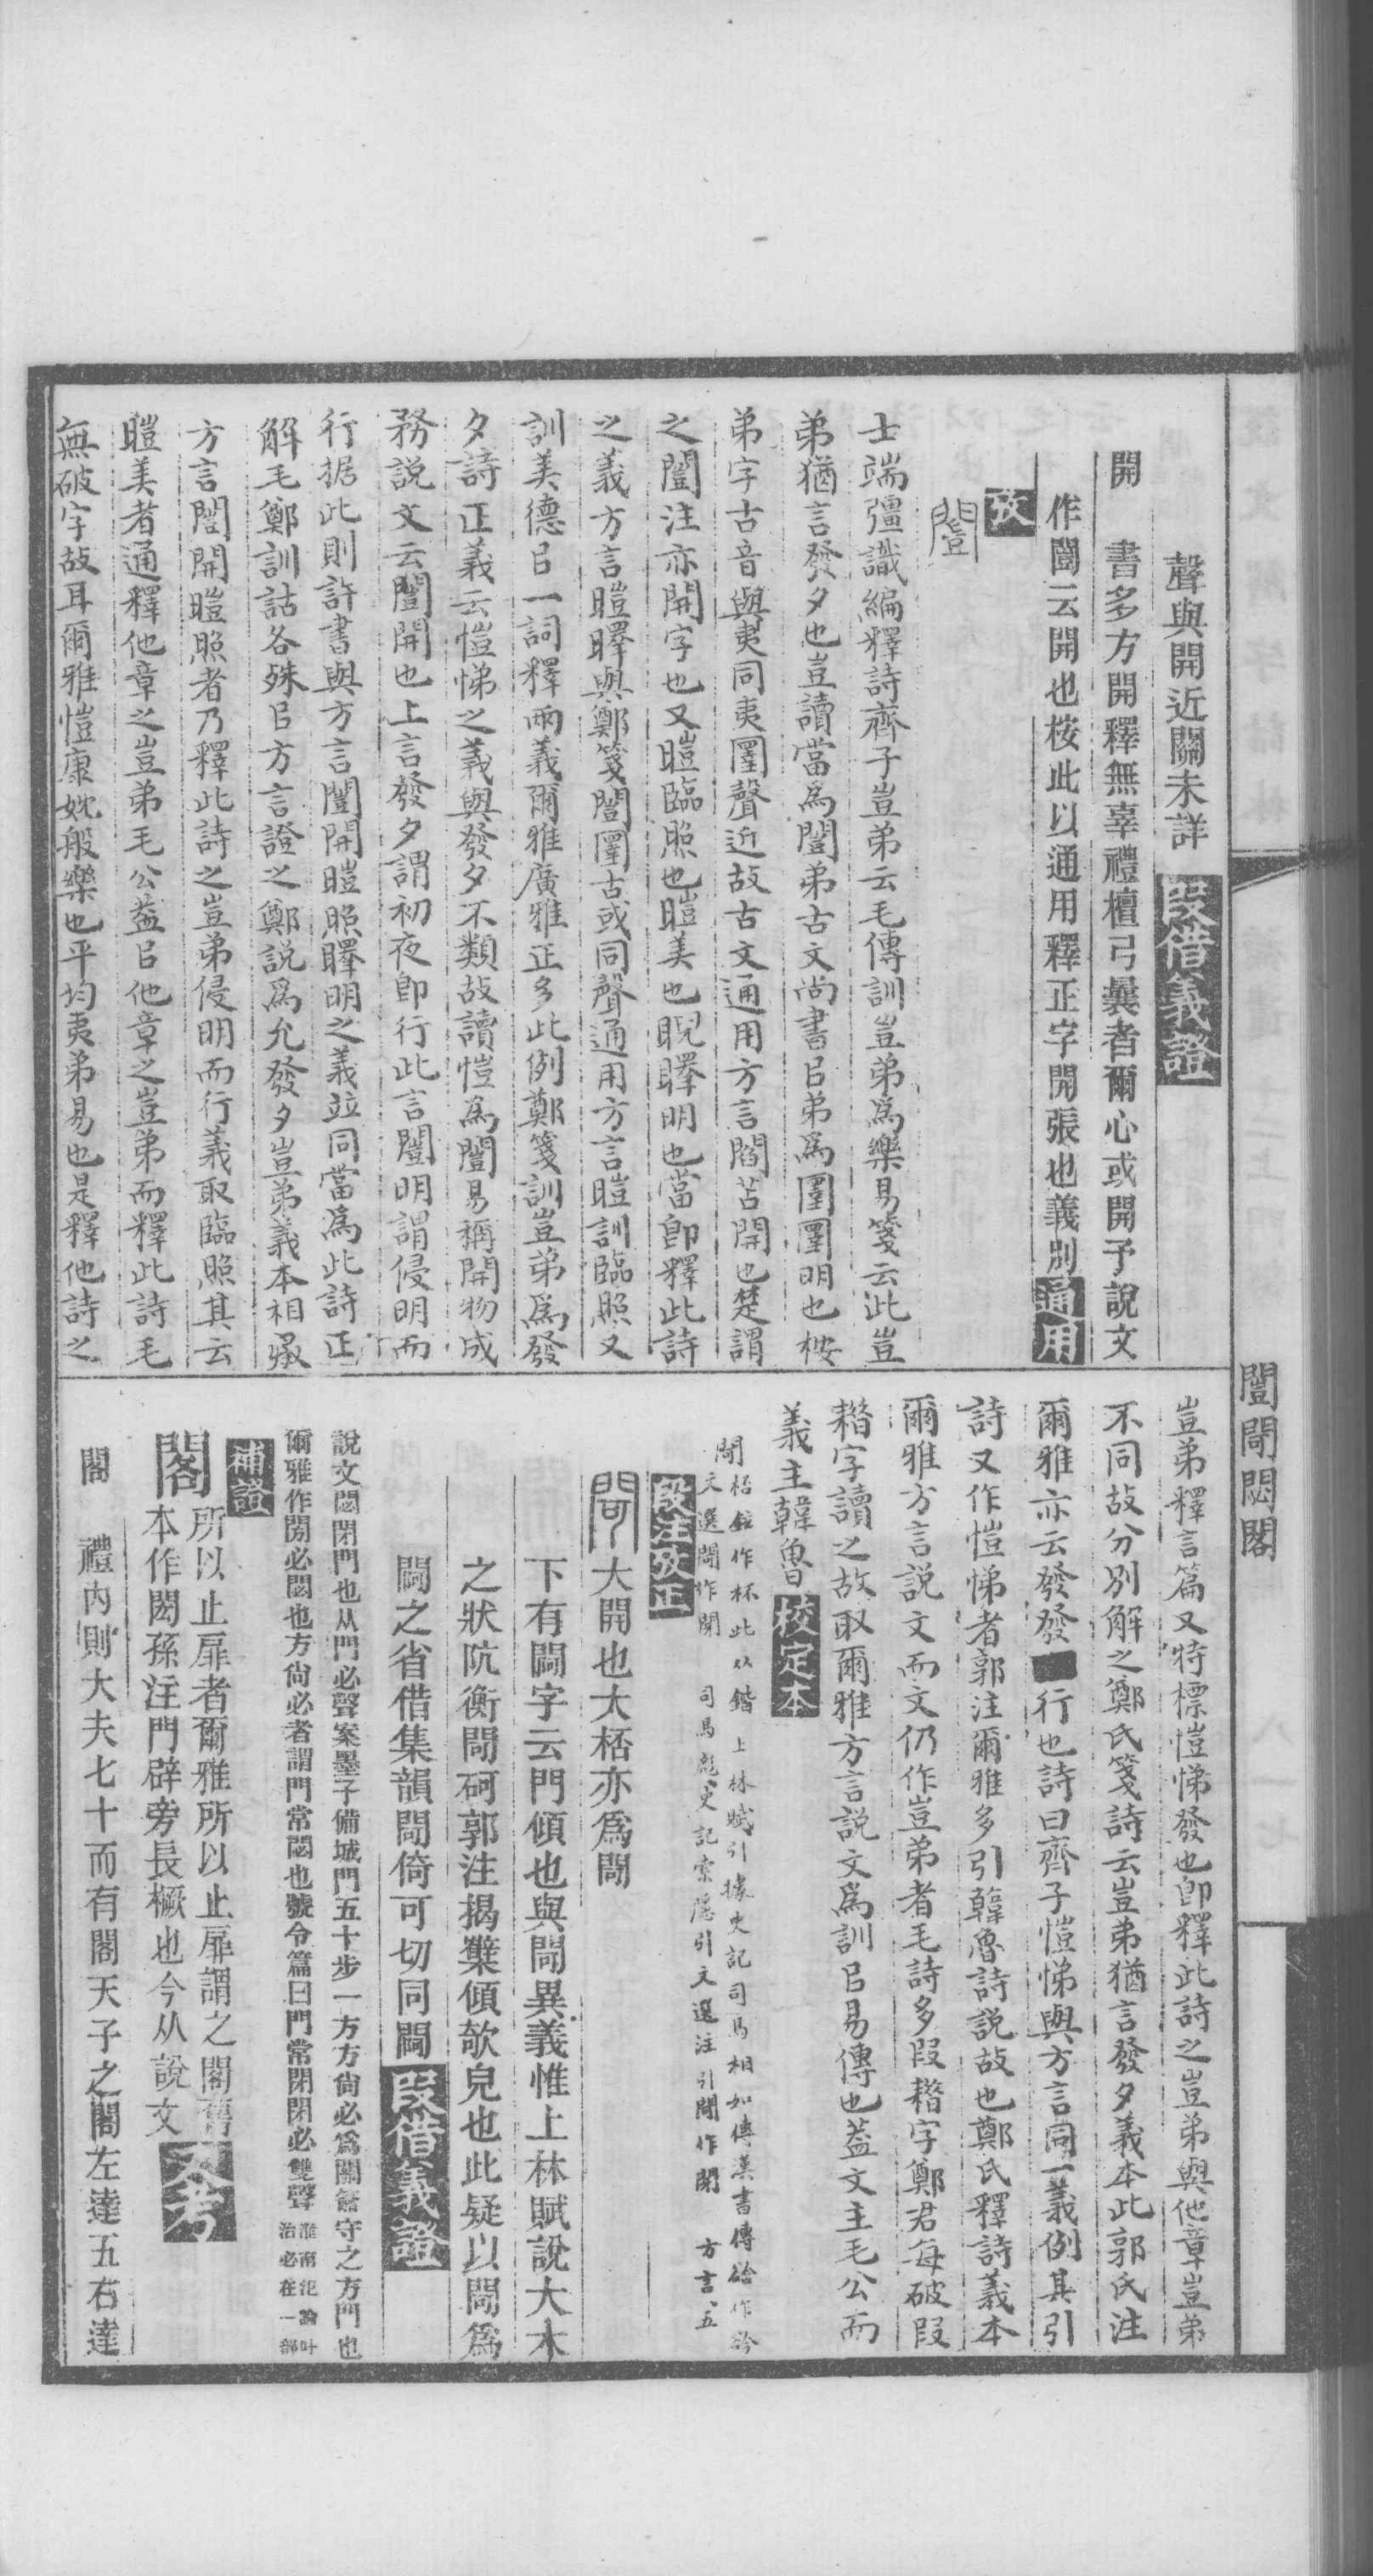 聲與開近關未詳 叚借義證
開　書多方開釋無辜禮檀弓曩者爾心或開予說文
作闓云開也桉此以通用釋正字開張也義別 通用
攷
闓
士端彊識編釋詩齊子豈弟云毛傳訓豈弟爲樂易箋云此豈
弟猶言發夕也豈讀當爲闓弟古文尚書㠯弟爲圛圛明也桉
弟字古音與夷同夷圛聲近故古文通用方言閻苫開也楚謂
之闓注亦開字也又暟臨照也暟美也睨曎明也當卽釋此詩
之義方言暟曎與鄭箋闓圛古或同聲通用方言暟訓臨照又
訓美德㠯一詞釋兩義爾雅廣雅正多此例鄭箋訓豈弟爲發
夕詩正義云愷悌之義與發夕不類故讀愷爲闓易稱開物成
務說文云闓開也上言發夕謂初夜卽行此言闓明謂侵明而
行据此則許書與方言闓開暟照曎明之義竝同當爲此詩正
解毛鄭訓詁各殊㠯方言證之鄭說爲允發夕豈弟義本相承
方言闓開暟照者乃釋此詩之豈弟侵明而行義取臨照其云
暟美者通釋他章之豈弟毛公蓋㠯他章之豈弟而釋此詩毛
無破字故耳爾雅愷康妉般樂也平均夷弟易也是釋他詩之
豈弟釋言篇又特標愷悌發也卽釋此詩之豈弟與他章豈弟
不同故分別解之鄭氏箋詩云豈弟猶言發夕義本此郭氏注
爾雅亦云發發行也詩曰齊子愷悌與方言同一義例其引
詩又作愷悌者郭注爾雅多引韓魯詩說故也鄭氏釋詩義本
爾雅方言說文而文仍作豈弟者毛詩多叚藉字鄭君每破叚
藉字讀之故取爾雅方言說文爲訓㠯易傳也蓋文主毛公而
義主韓魯 校定本
閜桮鉉作杯此从鍇 上林賦引據史記司馬相如傳漢書傳
文選閜作閕 司馬彪史記索隱引文選注引閜作閕 方言五
段注攷正
閜大開也大桮亦爲閜
下有閪字云門傾也與閜異義惟上林賦說大木
之狀阬衡閜砢郭注揭孼傾欹皃也此疑以閜爲
閪之省借集韻閜倚可切同閪 叚借義證
說文閟閉門也从門必聲案墨子備城門五十步一方方尚必爲關籥守之方門也
爾雅作閍必閟也方尚必者謂門常閟也號令篇曰門常閉閉必雙聲 淮南氾論叶治必在一部
補證
閣 所以止扉者爾雅所以止扉謂之閣舊
本作閎孫注門辟旁長橛也今从說文
閣　禮內則大夫七十而有閣天子之閣左達五右達
闓閜閟閣